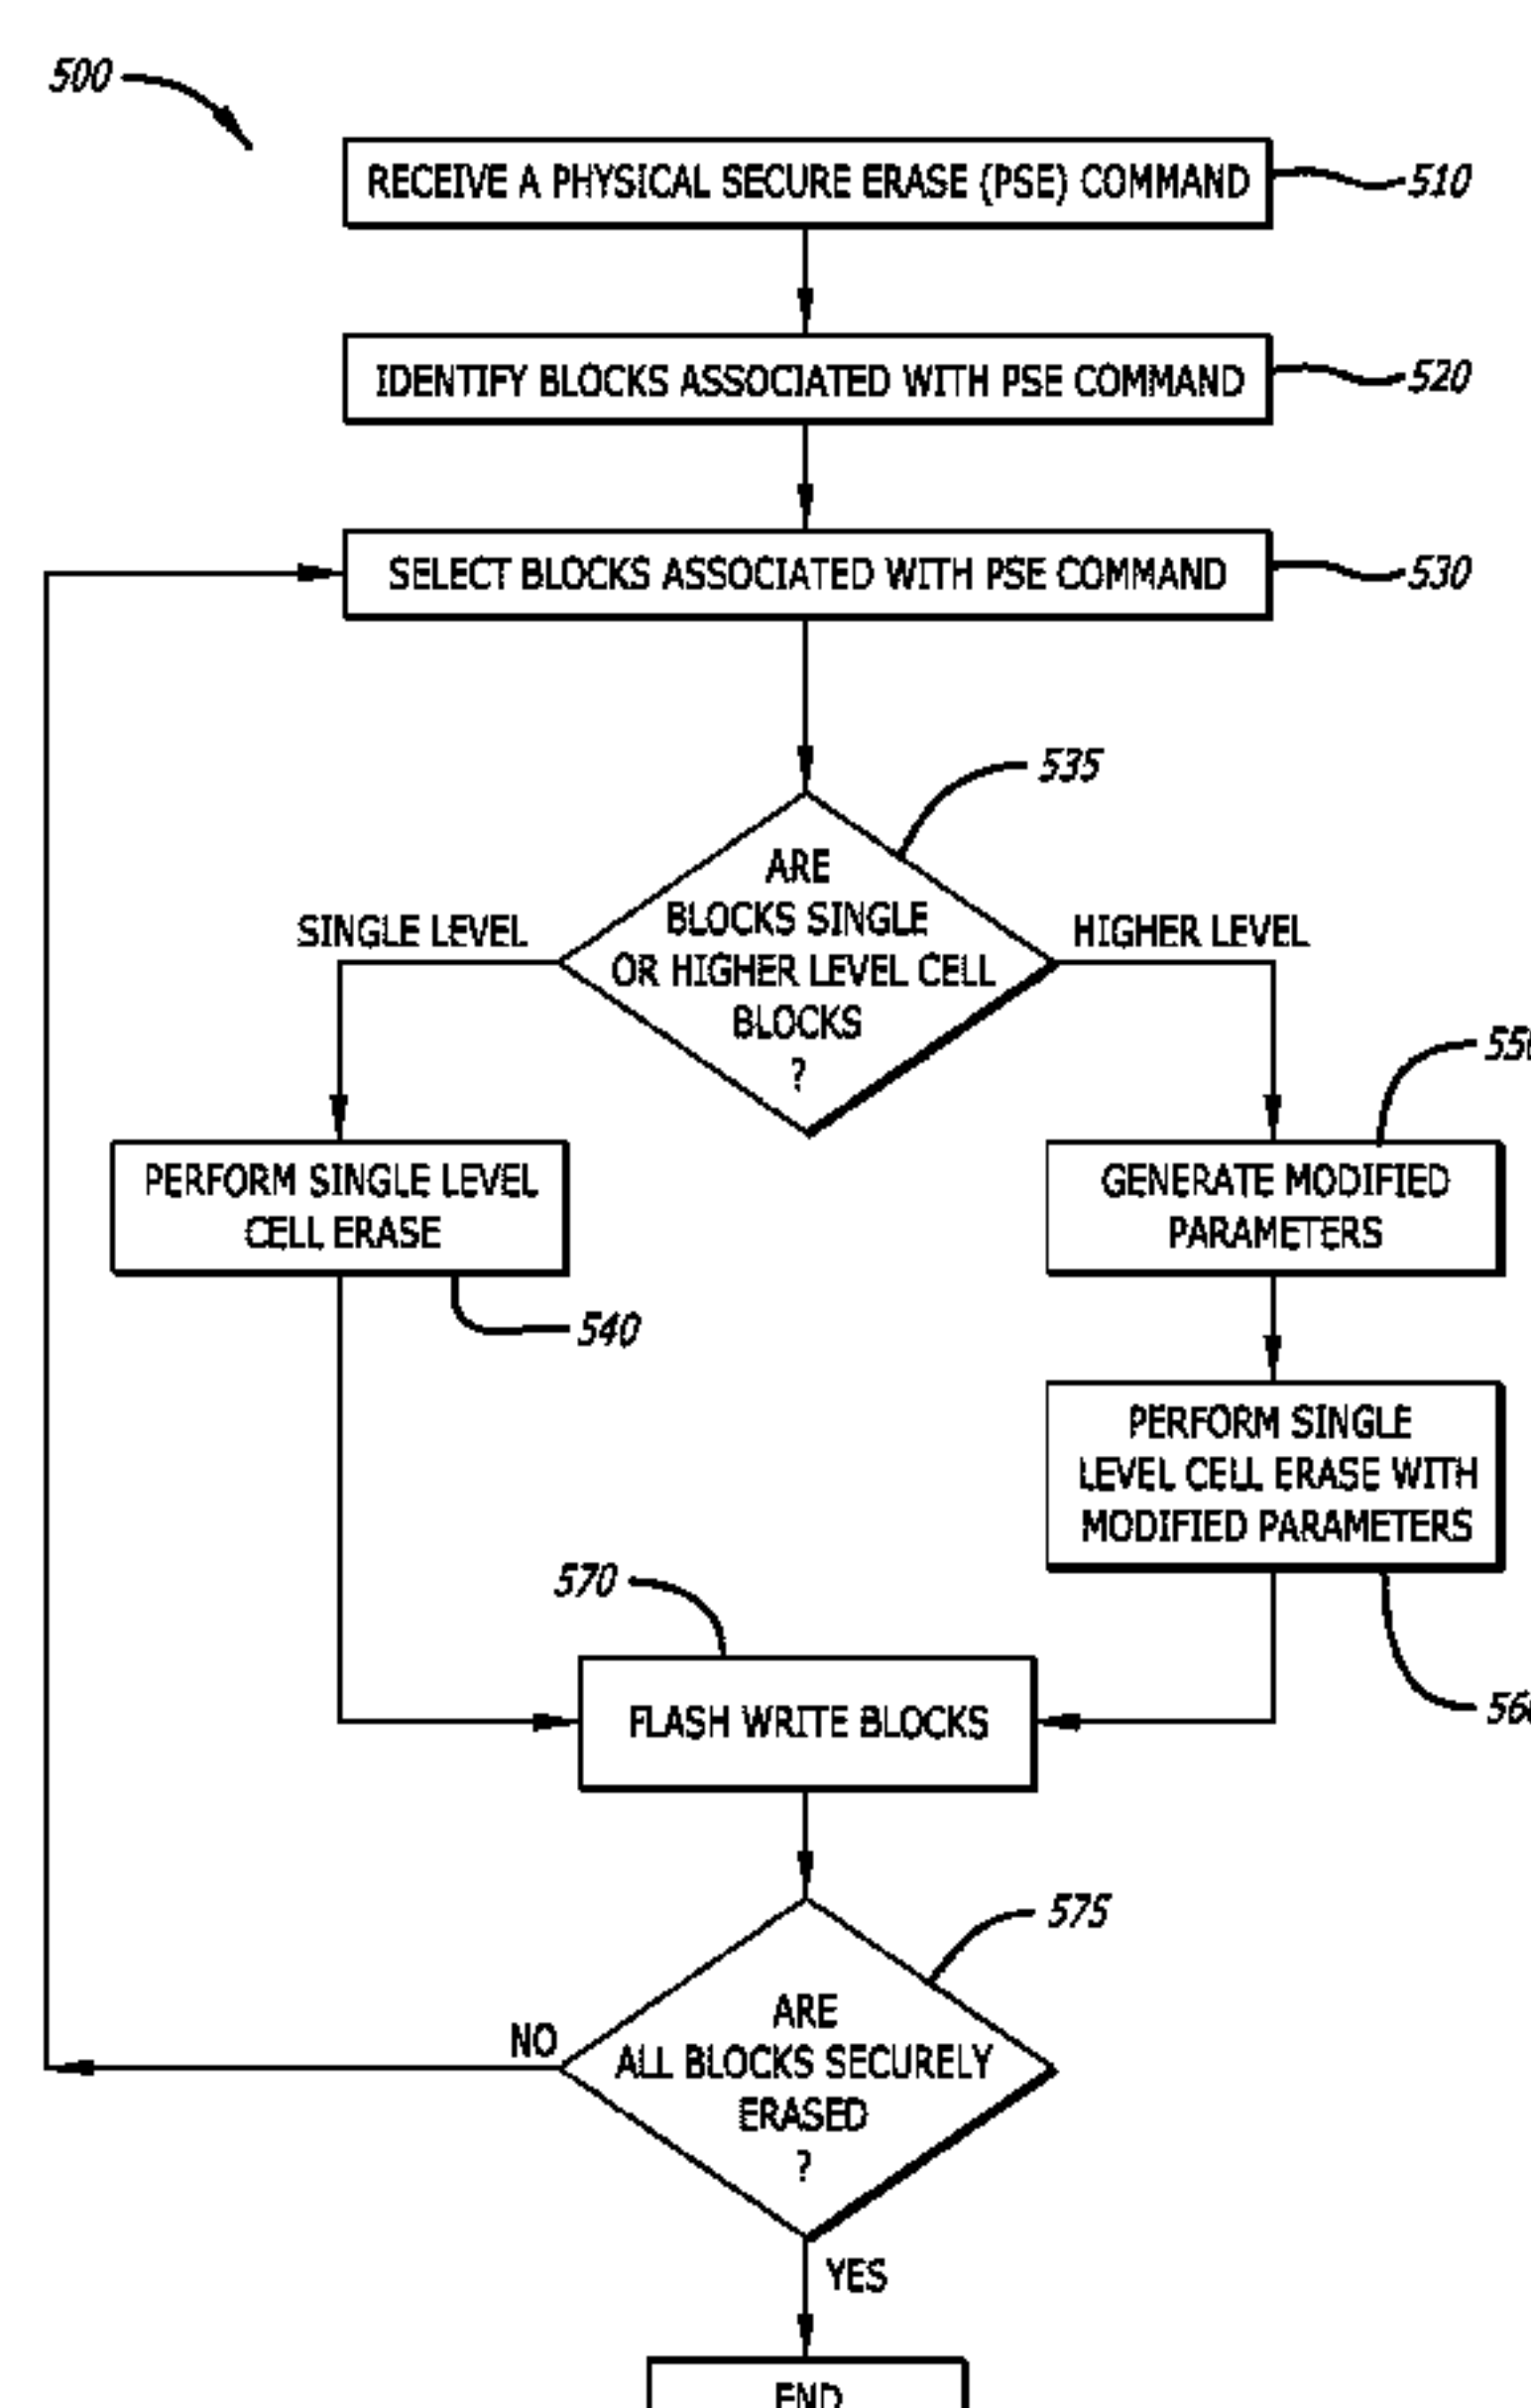 500
RECEIVE A PHYSICAL SECURE ERASE (PSE) COMMAND
510
IDENTIFY BLOCKS ASSOCIATED WITH PSE COMMAND
520
SELECT BLOCKS ASSOCIATED WITH PSE COMMAND
530
535
ARE
BLOCKS SINGLE
OR HIGHER LEVEL CELL
BLOCKS
?
SINGLE LEVEL
HIGHER LEVEL
PERFORM SINGLE LEVEL
CELL ERASE
540
GENERATE MODIFIED
PARAMETERS
PERFORM SINGLE
LEVEL CELL ERASE WITH
MODIFIED PARAMETERS
570
FLASH WRITE BLOCKS
575
ARE
ALL BLOCKS SECURELY
ERASED
?
NO
YES
END